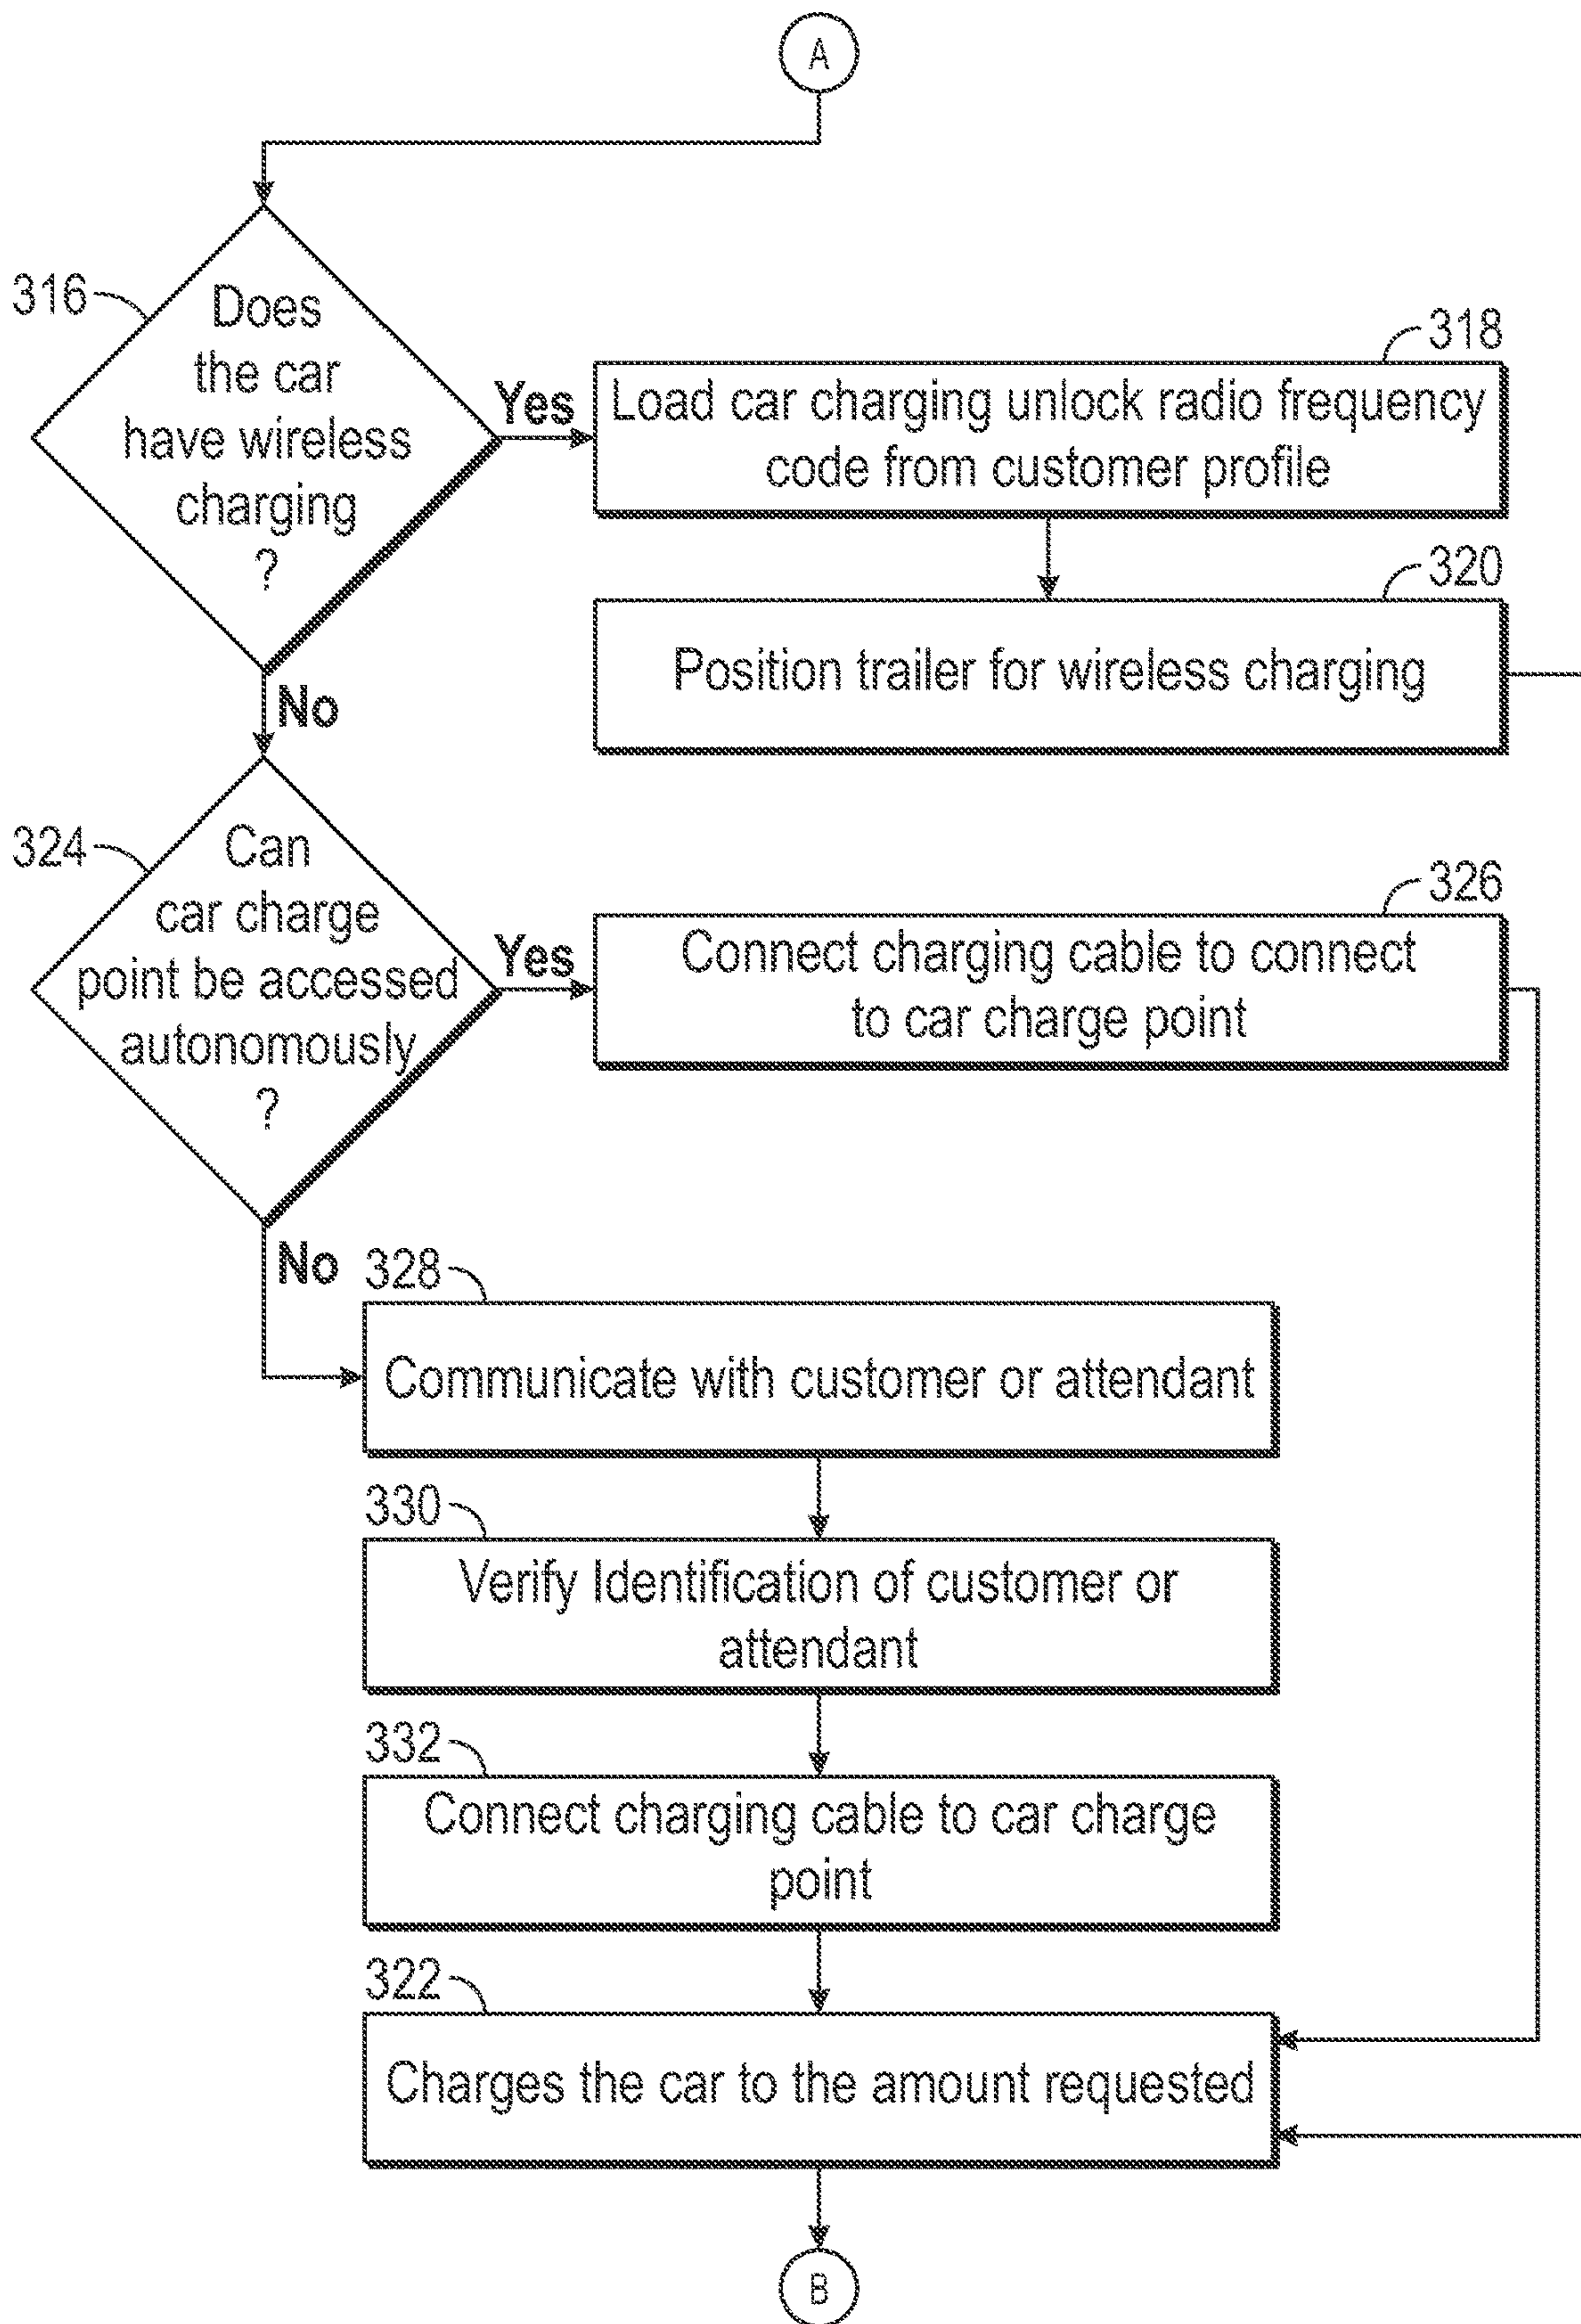 A
316
Does
the car
have wireless
charging
?
Yes
318
Load car charging unlock radio frequency
code from customer profile
320
Position trailer for wireless charging
No
324
Can
car charge
point be accessed
autonomously
?
Yes
326
Connect charging cable to connect
to car charge point
No
328
Communicate with customer or attendant
330
Verify Identification of customer or
attendant
332
Connect charging cable to car charge
point
322
Charges the car to the amount requested
B